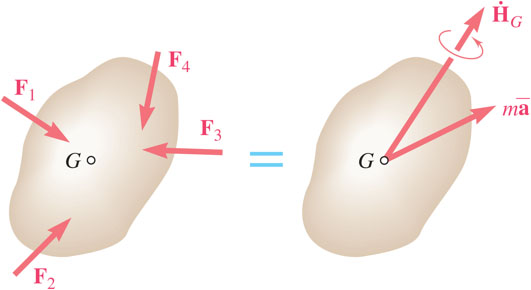 F₁
F₄
F₃
G
F₂
=
Ḣ_G
ma̅
G